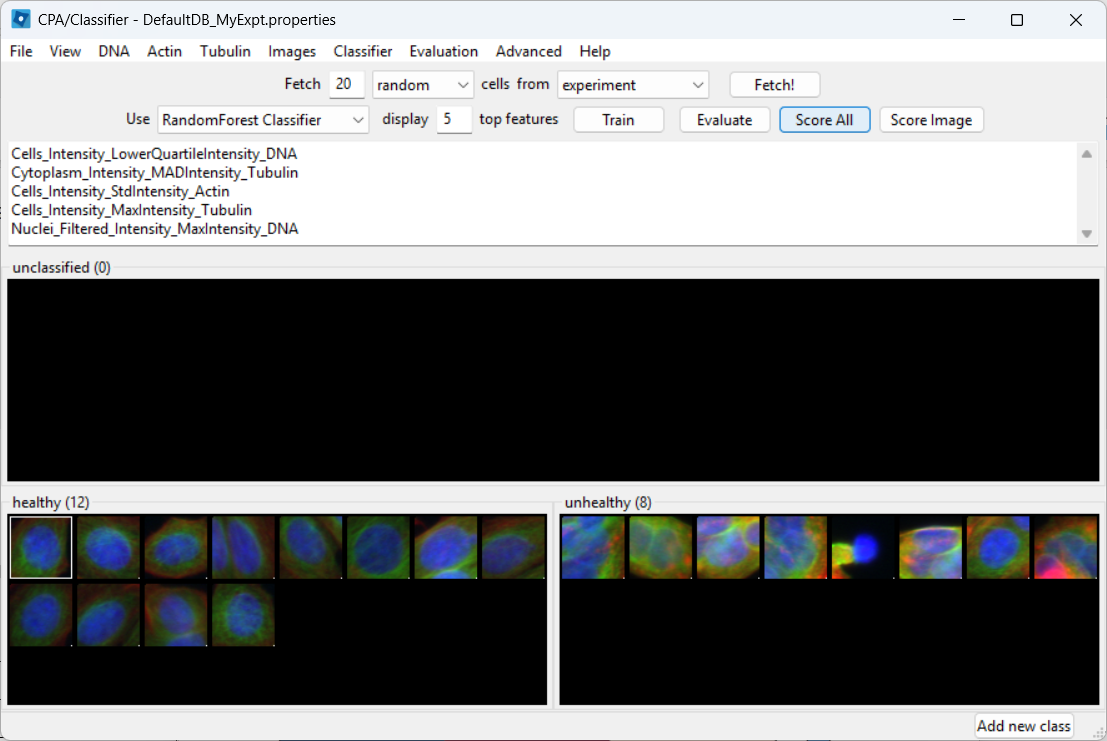 CPA/Classifier - DefaultDB_MyExpt.properties
File View DNA Actin Tubulin Images Classifier Evaluation Advanced Help
Fetch 20 random cells from experiment Fetch!
Use RandomForest Classifier display 5 top features Train Evaluate Score All Score Image
Cells_Intensity_LowerQuartileIntensity_DNA
Cytoplasm_Intensity_MADIntensity_Tubulin
Cells_Intensity_StdIntensity_Actin
Cells_Intensity_MaxIntensity_Tubulin
Nuclei_Filtered_Intensity_MaxIntensity_DNA
unclassified (0)
healthy (12) unhealthy (8)
Add new class